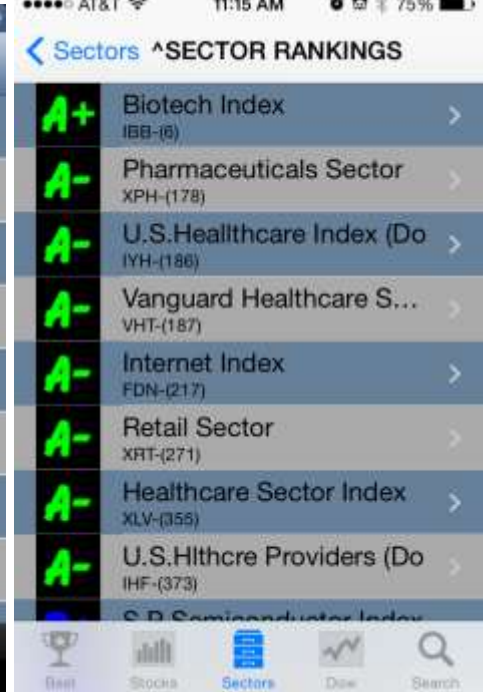 AT&T 11:15 AM 75%
Sectors ^SECTOR RANKINGS
A+ Biotech Index
IBB-(6)
A- Pharmaceuticals Sector
XPH-(178)
A- U.S.Heallthcare Index (Do
IYH-(186)
A- Vanguard Healthcare S...
VHT-(187)
A- Internet Index
FDN-(217)
A- Retail Sector
XRT-(271)
A- Healthcare Sector Index
XLV-(355)
A- U.S.Hlthcre Providers (Do
IHF-(373)
S.P.Semiconductor Index
Best Stocks Sectors Dow Search